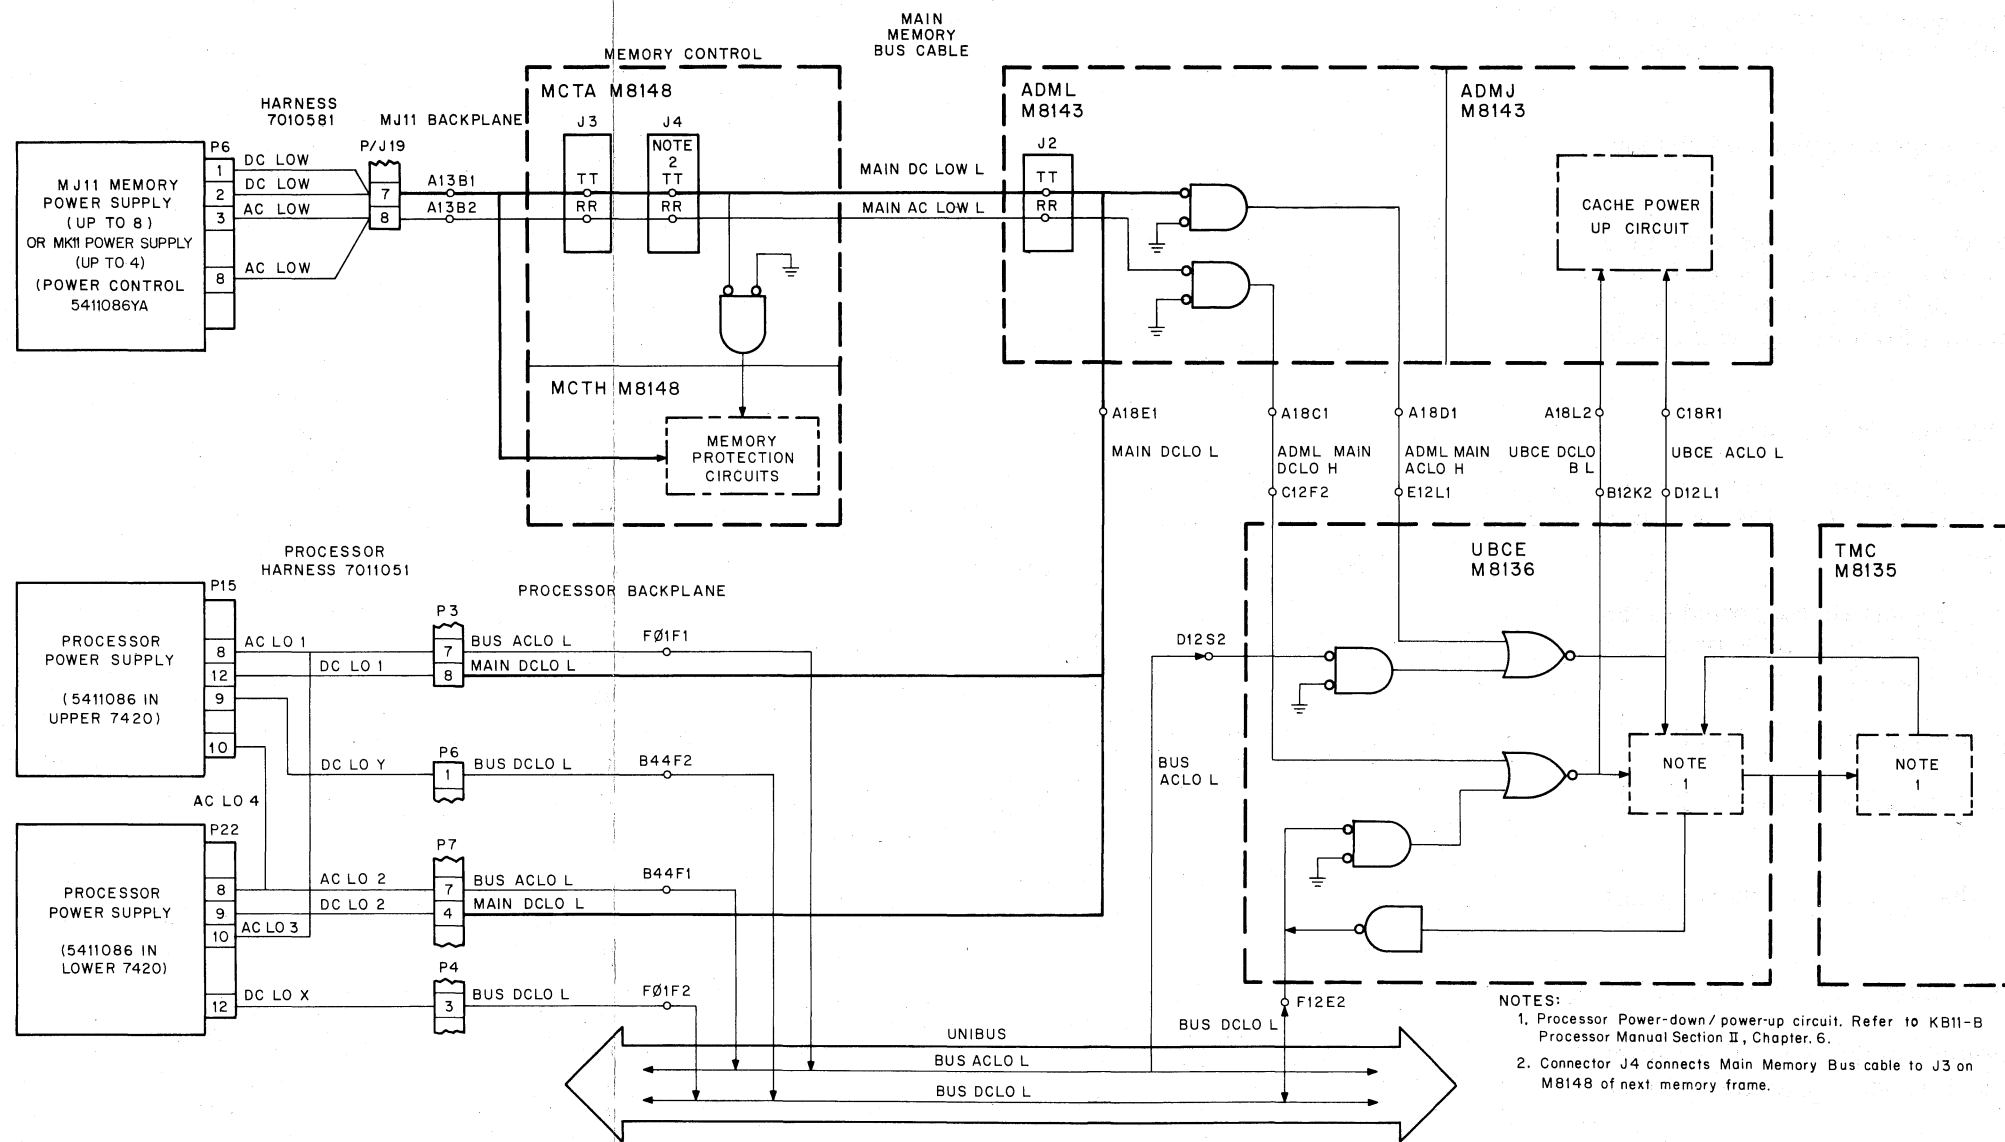 MAIN
MEMORY
BUS CABLE
MEMORY CONTROL
HARNESS
7010581
MJ11 BACKPLANE
MCTA M8148
J3
J4
NOTE
2
TT
TT
RR
RR
P6
1
2
3
8
DC LOW
DC LOW
AC LOW
AC LOW
P/J19
7
8
A13B1
A13B2
MJ11 MEMORY
POWER SUPPLY
(UP TO 8)
OR MK11 POWER SUPPLY
(UP TO 4)
(POWER CONTROL
5411086YA
MCTH M8148
MEMORY
PROTECTION
CIRCUITS
MAIN DC LOW L
MAIN AC LOW L
ADML
M8143
J2
TT
RR
ADMJ
M8143
CACHE POWER
UP CIRCUIT
A18E1
A18C1
A18D1
A18L2
C18R1
MAIN DCLO L
ADML MAIN
DCLO H
ADML MAIN
ACLO H
UBCE DCLO
B L
UBCE ACLO L
C12F2
E12L1
B12K2
D12L1
PROCESSOR
HARNESS 7011051
PROCESSOR BACKPLANE
P15
8
12
9
10
PROCESSOR
POWER SUPPLY
(5411086 IN
UPPER 7420)
AC LO 1
DC LO 1
P3
7
8
BUS ACLO L
MAIN DCLO L
FØ1F1
DC LO Y
P6
1
BUS DCLO L
B44F2
AC LO 4
P22
8
9
10
12
PROCESSOR
POWER SUPPLY
(5411086 IN
LOWER 7420)
AC LO 2
DC LO 2
AC LO 3
P7
7
4
BUS ACLO L
MAIN DCLO L
B44F1
DC LO X
P4
3
BUS DCLO L
FØ1F2
UBCE
M8136
TMC
M8135
D12S2
BUS
ACLO L
NOTE
1
NOTE
1
F12E2
BUS DCLO L
UNIBUS
BUS ACLO L
BUS DCLO L
NOTES:
1. Processor Power-down/power-up circuit. Refer to KB11-B
Processor Manual Section II, Chapter. 6.
2. Connector J4 connects Main Memory Bus cable to J3 on
M8148 of next memory frame.